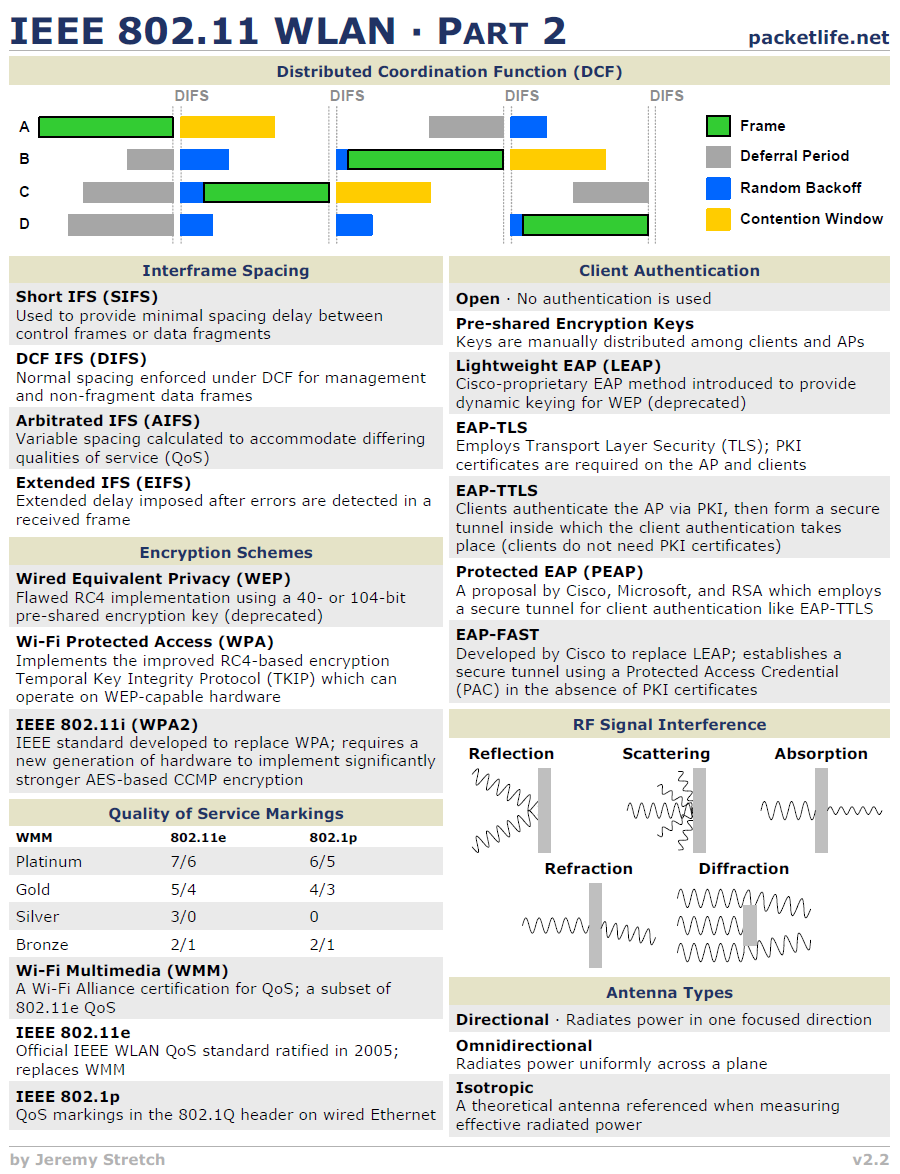 IEEE 802.11 WLAN · PART 2
packetlife.net
Distributed Coordination Function (DCF)
DIFS DIFS DIFS DIFS
A
B
C
D
Frame
Deferral Period
Random Backoff
Contention Window
Interframe Spacing
Short IFS (SIFS)
Used to provide minimal spacing delay between
control frames or data fragments
DCF IFS (DIFS)
Normal spacing enforced under DCF for management
and non-fragment data frames
Arbitrated IFS (AIFS)
Variable spacing calculated to accommodate differing
qualities of service (QoS)
Extended IFS (EIFS)
Extended delay imposed after errors are detected in a
received frame
Encryption Schemes
Wired Equivalent Privacy (WEP)
Flawed RC4 implementation using a 40- or 104-bit
pre-shared encryption key (deprecated)
Wi-Fi Protected Access (WPA)
Implements the improved RC4-based encryption
Temporal Key Integrity Protocol (TKIP) which can
operate on WEP-capable hardware
IEEE 802.11i (WPA2)
IEEE standard developed to replace WPA; requires a
new generation of hardware to implement significantly
stronger AES-based CCMP encryption
Quality of Service Markings
WMM 802.11e 802.1p
Platinum 7/6 6/5
Gold 5/4 4/3
Silver 3/0 0
Bronze 2/1 2/1
Wi-Fi Multimedia (WMM)
A Wi-Fi Alliance certification for QoS; a subset of
802.11e QoS
IEEE 802.11e
Official IEEE WLAN QoS standard ratified in 2005;
replaces WMM
IEEE 802.1p
QoS markings in the 802.1Q header on wired Ethernet
Client Authentication
Open · No authentication is used
Pre-shared Encryption Keys
Keys are manually distributed among clients and APs
Lightweight EAP (LEAP)
Cisco-proprietary EAP method introduced to provide
dynamic keying for WEP (deprecated)
EAP-TLS
Employs Transport Layer Security (TLS); PKI
certificates are required on the AP and clients
EAP-TTLS
Clients authenticate the AP via PKI, then form a secure
tunnel inside which the client authentication takes
place (clients do not need PKI certificates)
Protected EAP (PEAP)
A proposal by Cisco, Microsoft, and RSA which employs
a secure tunnel for client authentication like EAP-TTLS
EAP-FAST
Developed by Cisco to replace LEAP; establishes a
secure tunnel using a Protected Access Credential
(PAC) in the absence of PKI certificates
RF Signal Interference
Reflection Scattering Absorption
Refraction Diffraction
Antenna Types
Directional · Radiates power in one focused direction
Omnidirectional
Radiates power uniformly across a plane
Isotropic
A theoretical antenna referenced when measuring
effective radiated power
by Jeremy Stretch
v2.2